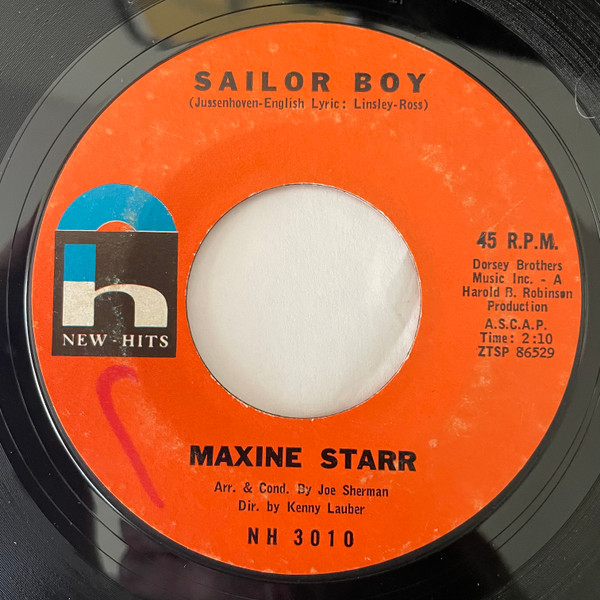 SAILOR BOY
(Jussenhoven-English Lyric: Linsley-Ross)
45 R.P.M.
Dorsey Brothers
Music Inc. - A
Harold B. Robinson
Production
A.S.C.A.P.
Time: 2:10
ZTSP 86529
h
NEW-HITS
MAXINE STARR
Arr. & Cond. By Joe Sherman
Dir. by Kenny Lauber
NH 3010